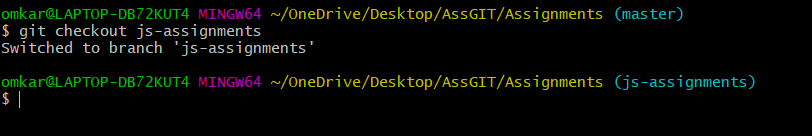 omkar@LAPTOP-DB72KUT4 MINGW64 ~/OneDrive/Desktop/AssGIT/Assignments (master)
$ git checkout js-assignments
Switched to branch 'js-assignments'
omkar@LAPTOP-DB72KUT4 MINGW64 ~/OneDrive/Desktop/AssGIT/Assignments (js-assignments)
$